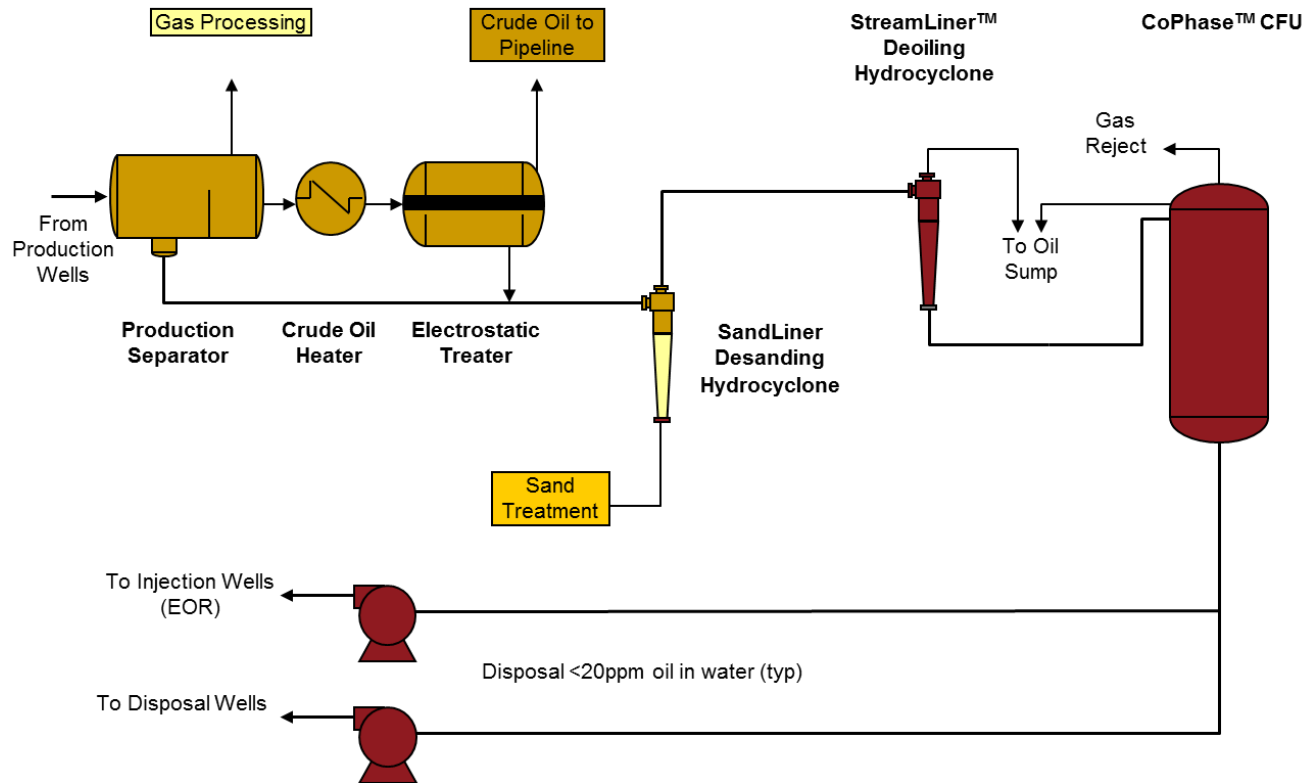 Gas Processing
Crude Oil to
Pipeline
StreamLiner™
Deoiling
Hydrocyclone
CoPhase™ CFU
Gas
Reject
From
Production
Wells
To Oil
Sump
Production
Separator
Crude Oil
Heater
Electrostatic
Treater
SandLiner
Desanding
Hydrocyclone
Sand
Treatment
To Injection Wells
(EOR)
Disposal <20ppm oil in water (typ)
To Disposal Wells